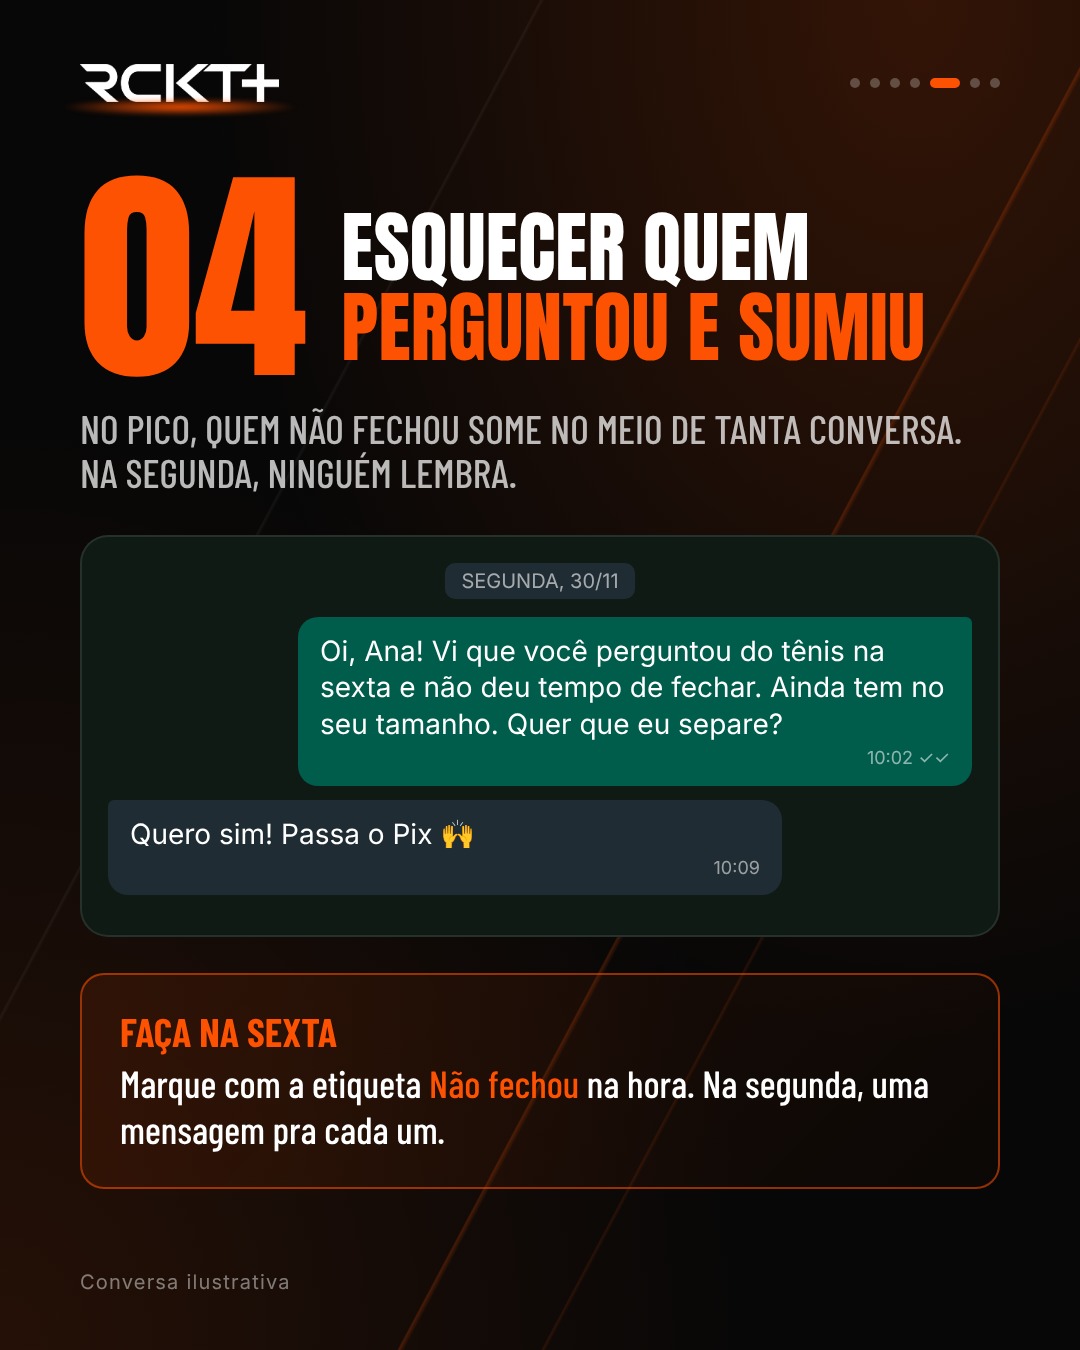 RCKT+
04
ESQUECER QUEM
PERGUNTOU E SUMIU
NO PICO, QUEM NÃO FECHOU SOME NO MEIO DE TANTA CONVERSA.
NA SEGUNDA, NINGUÉM LEMBRA.
SEGUNDA, 30/11
Oi, Ana! Vi que você perguntou do tênis na
sexta e não deu tempo de fechar. Ainda tem no
seu tamanho. Quer que eu separe?
10:02 ✓✓
Quero sim! Passa o Pix 🙌
10:09
FAÇA NA SEXTA
Marque com a etiqueta Não fechou na hora. Na segunda, uma
mensagem pra cada um.
Conversa ilustrativa